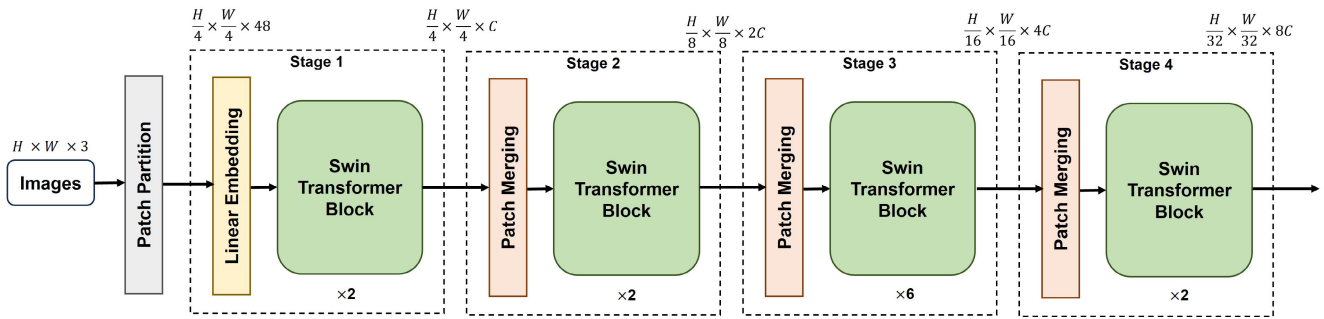 H × W × 3
Images
Patch Partition
H/4 × W/4 × 48
Stage 1
Linear Embedding
Swin
Transformer
Block
×2
H/4 × W/4 × C
Stage 2
Patch Merging
Swin
Transformer
Block
×2
H/8 × W/8 × 2C
Stage 3
Patch Merging
Swin
Transformer
Block
×6
H/16 × W/16 × 4C
Stage 4
Patch Merging
Swin
Transformer
Block
×2
H/32 × W/32 × 8C